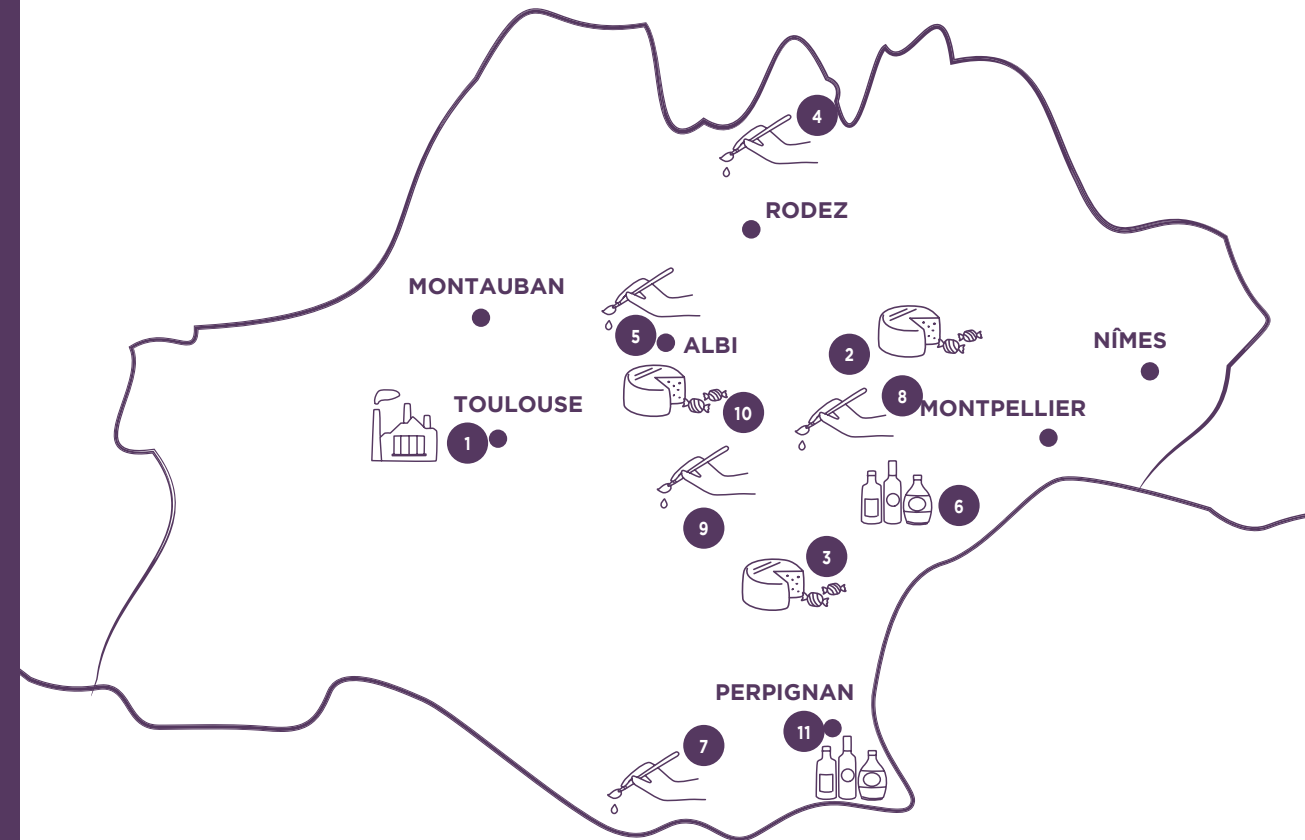 4
RODEZ
MONTAUBAN
5
ALBI
2
NÎMES
8
MONTPELLIER
TOULOUSE
10
1
6
9
3
PERPIGNAN
11
7